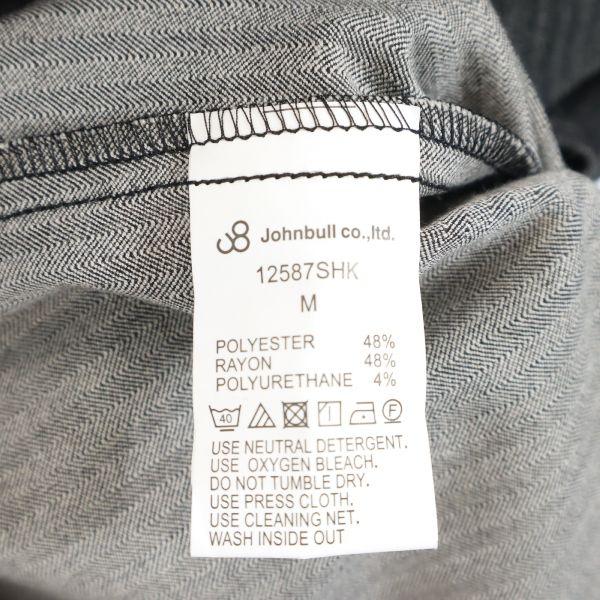 Johnbull co.,ltd.
12587SHK
M
POLYESTER 48%
RAYON 48%
POLYURETHANE 4%
40 F
USE NEUTRAL DETERGENT.
USE OXYGEN BLEACH.
DO NOT TUMBLE DRY.
USE PRESS CLOTH.
USE CLEANING NET.
WASH INSIDE OUT